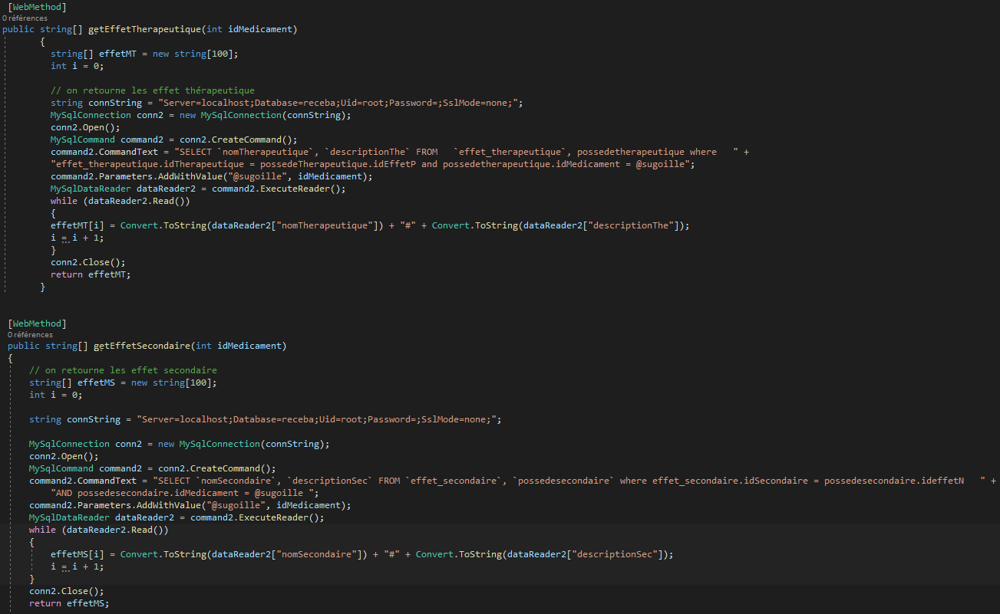 [WebMethod]
0 références
public string[] getEffetTherapeutique(int idMedicament)
{
string[] effetMT = new string[100];
int i = 0;
// on retourne les effet thérapeutique
string connString = "Server=localhost;Database=receba;Uid=root;Password=;SslMode=none;";
MySqlConnection conn2 = new MySqlConnection(connString);
conn2.Open();
MySqlCommand command2 = conn2.CreateCommand();
command2.CommandText = "SELECT `nomTherapeutique`, `descriptionThe` FROM   `effet_therapeutique`, possedetherapeutique where   " +
"effet_therapeutique.idTherapeutique = possedeTherapeutique.idEffetP and possedetherapeutique.idMedicament = @sugoille";
command2.Parameters.AddWithValue("@sugoille", idMedicament);
MySqlDataReader dataReader2 = command2.ExecuteReader();
while (dataReader2.Read())
{
effetMT[i] = Convert.ToString(dataReader2["nomTherapeutique"]) + "#" + Convert.ToString(dataReader2["descriptionThe"]);
i = i + 1;
}
conn2.Close();
return effetMT;
}
[WebMethod]
0 références
public string[] getEffetSecondaire(int idMedicament)
{
// on retourne les effet secondaire
string[] effetMS = new string[100];
int i = 0;
string connString = "Server=localhost;Database=receba;Uid=root;Password=;SslMode=none;";
MySqlConnection conn2 = new MySqlConnection(connString);
conn2.Open();
MySqlCommand command2 = conn2.CreateCommand();
command2.CommandText = "SELECT `nomSecondaire`, `descriptionSec` FROM `effet_secondaire`, `possedesecondaire` where effet_secondaire.idSecondaire = possedesecondaire.ideffetN   " +
"AND possedesecondaire.idMedicament = @sugoille ";
command2.Parameters.AddWithValue("@sugoille", idMedicament);
MySqlDataReader dataReader2 = command2.ExecuteReader();
while (dataReader2.Read())
{
effetMS[i] = Convert.ToString(dataReader2["nomSecondaire"]) + "#" + Convert.ToString(dataReader2["descriptionSec"]);
i = i + 1;
}
conn2.Close();
return effetMS;